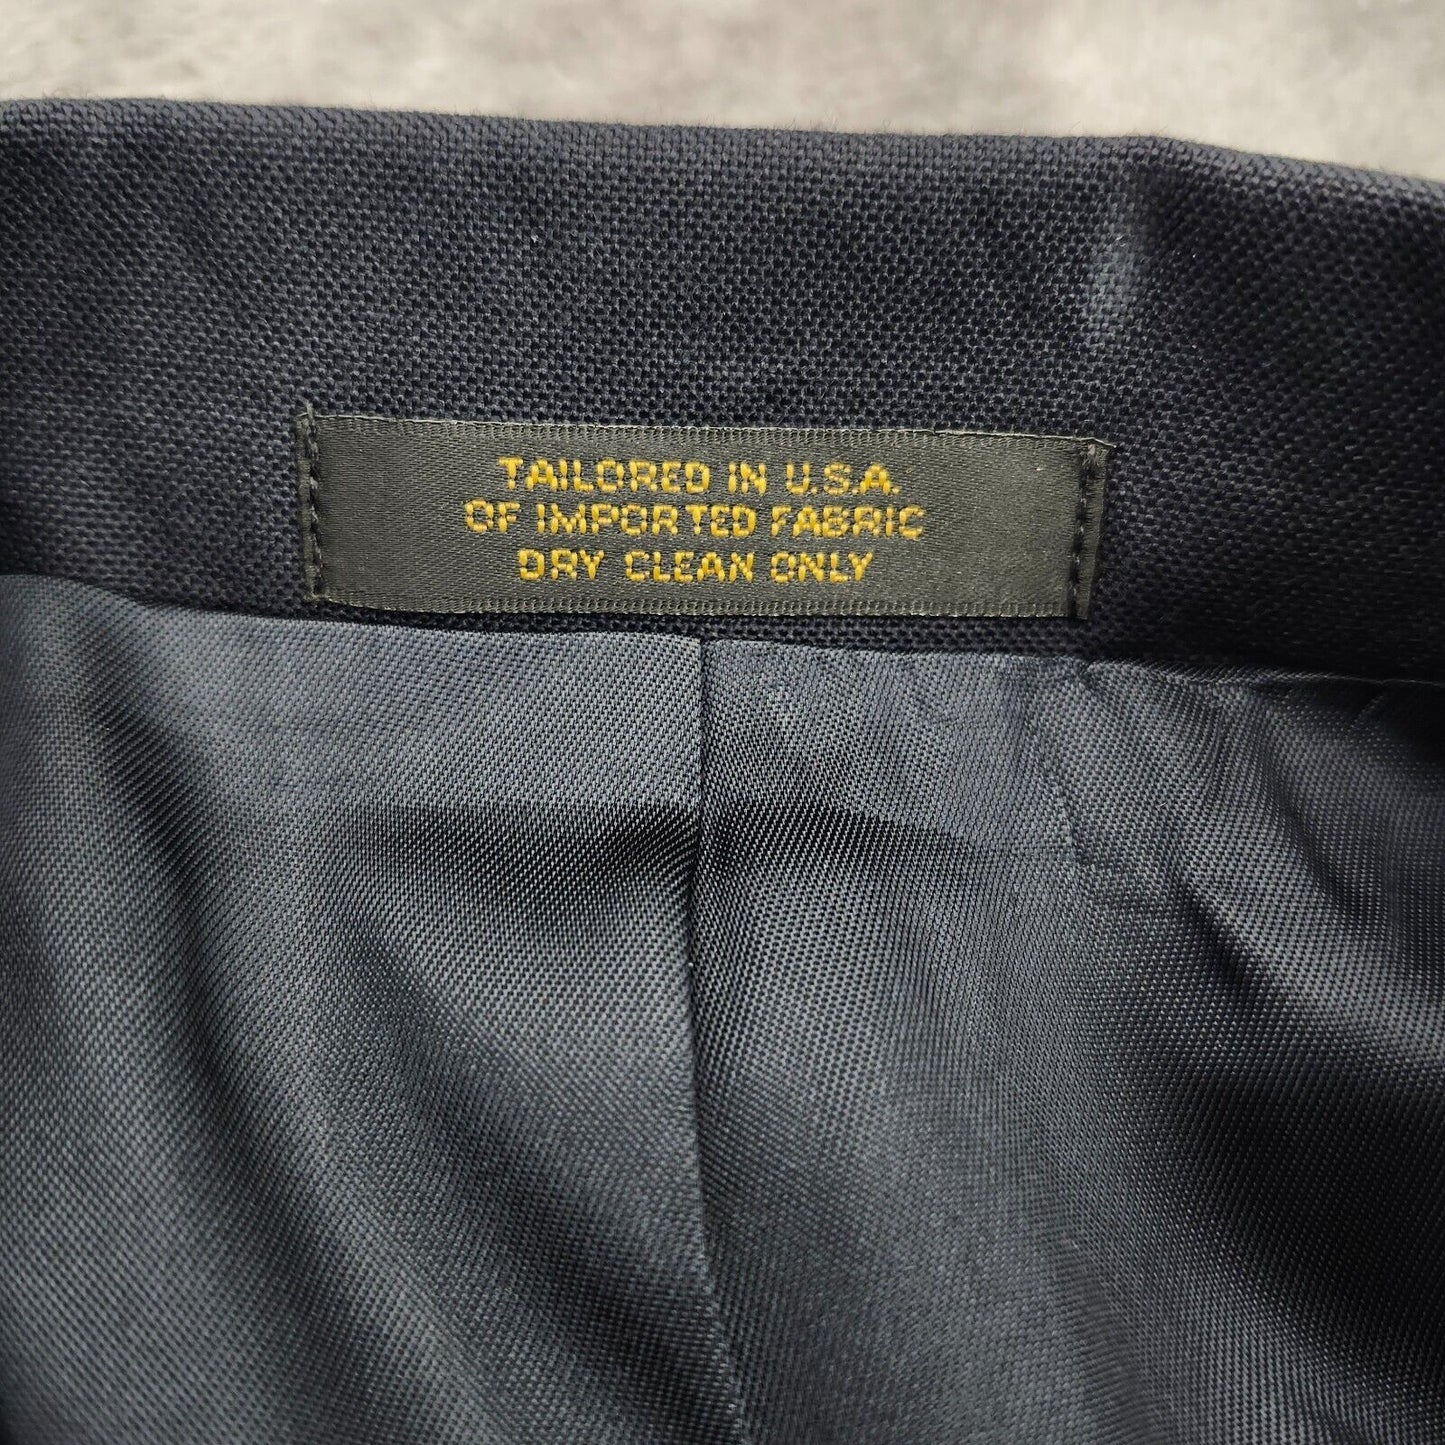 TAILORED IN U.S.A.
OF IMPORTED FABRIC
DRY CLEAN ONLY